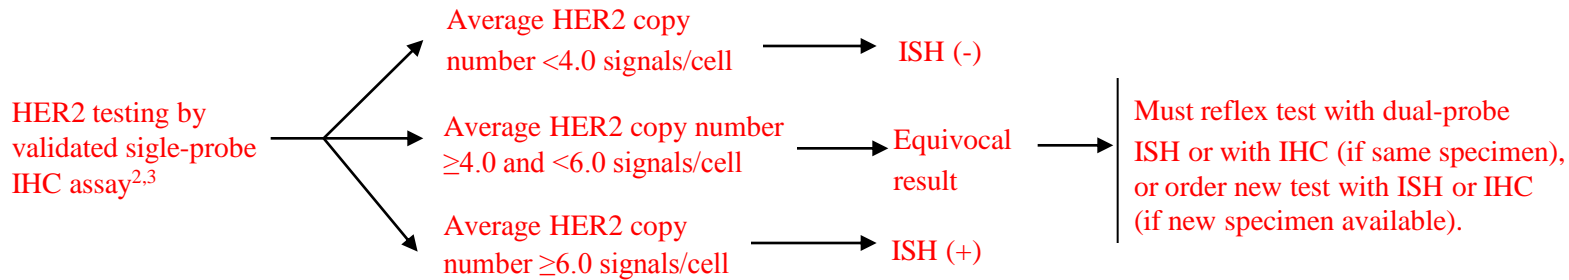 HER2 testing by
validated sigle-probe
IHC assay2,3
Average HER2 copy
number <4.0 signals/cell
ISH (-)
Average HER2 copy number
≥4.0 and <6.0 signals/cell
Equivocal
result
Must reflex test with dual-probe
ISH or with IHC (if same specimen),
or order new test with ISH or IHC
(if new specimen available).
Average HER2 copy
number ≥6.0 signals/cell
ISH (+)